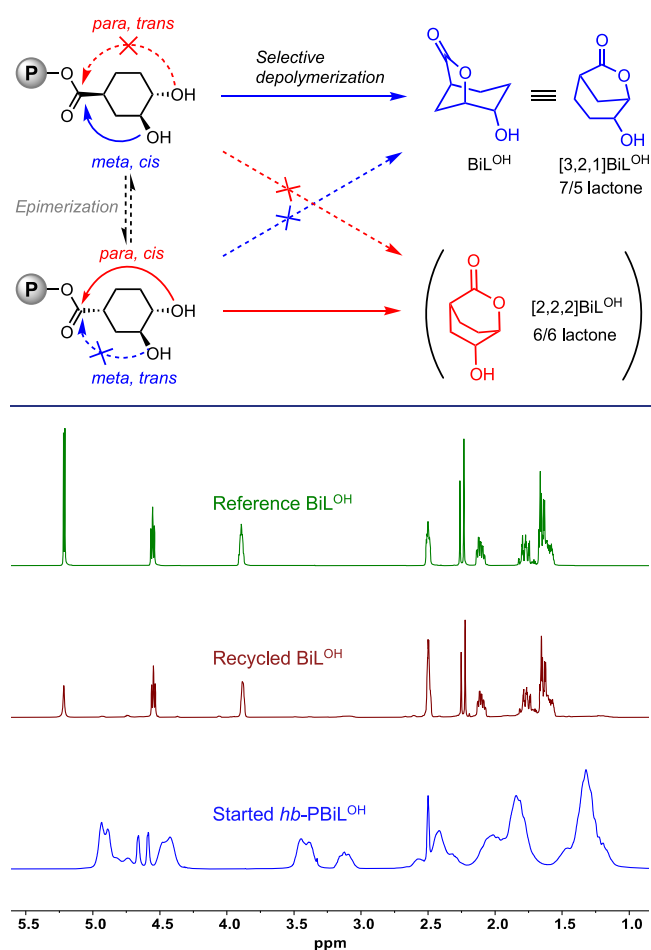 para, trans
P
O
O
OH
OH
meta, cis
Selective
depolymerization
O
O
OH
BiL^OH
O
O
OH
[3,2,1]BiL^OH
7/5 lactone
Epimerization
para, cis
P
O
O
OH
OH
meta, trans
O
O
OH
[2,2,2]BiL^OH
6/6 lactone
Reference BiL^OH
Recycled BiL^OH
Started hb-PBiL^OH
5.5 5.0 4.5 4.0 3.5 3.0 2.5 2.0 1.5 1.0
ppm